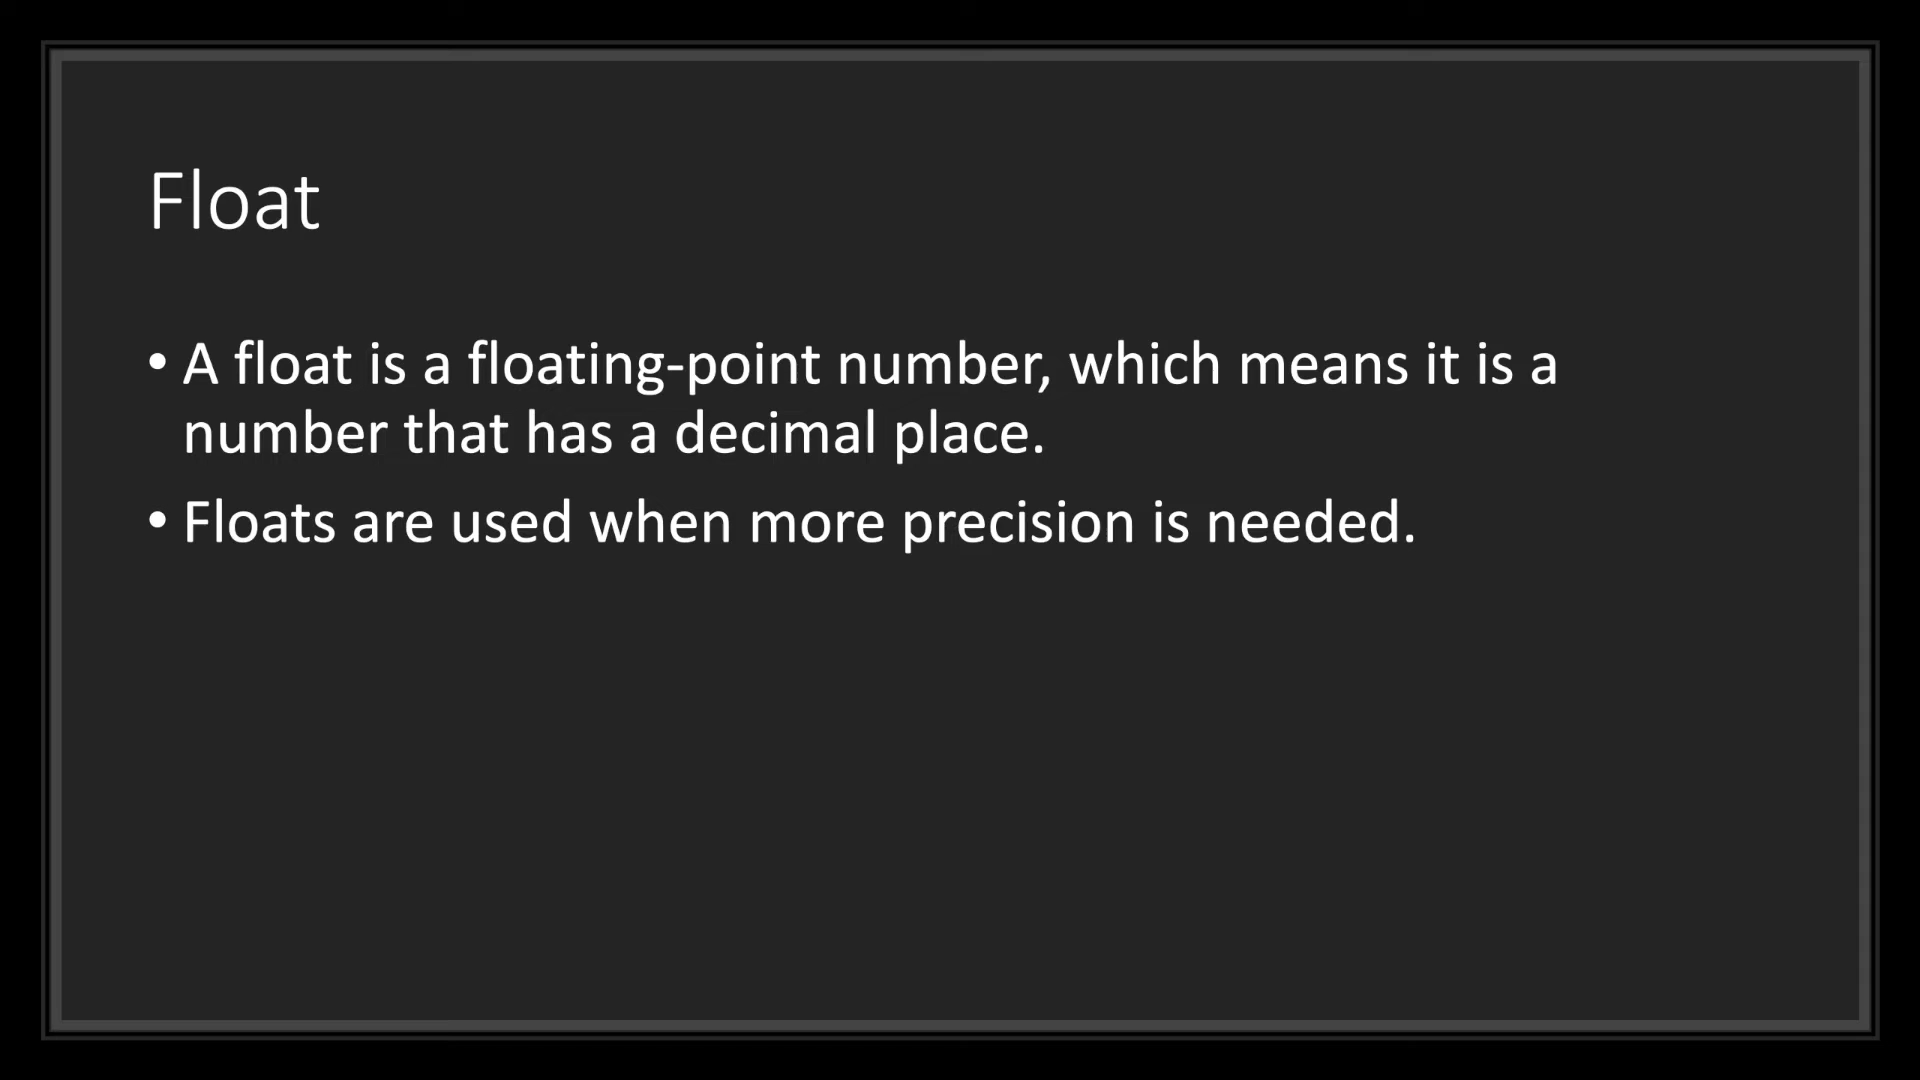 Float
• A float is a floating-point number, which means it is a
number that has a decimal place.
• Floats are used when more precision is needed.